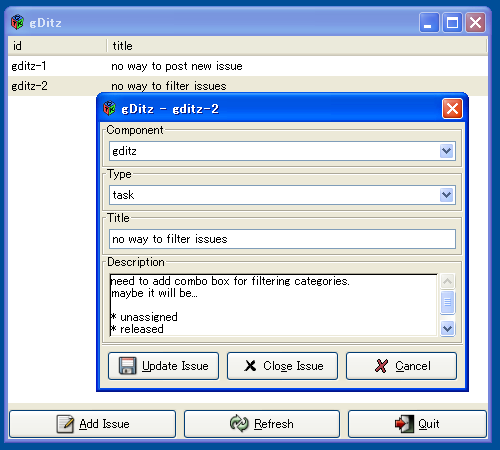 gDitz
id title
gditz-1 no way to post new issue
gditz-2 no way to filter issues
gDitz - gditz-2
Component
gditz
Type
task
Title
no way to filter issues
Description
need to add combo box for filtering categories.
maybe it will be...
* unassigned
* released
Update Issue Close Issue Cancel
Add Issue Refresh Quit